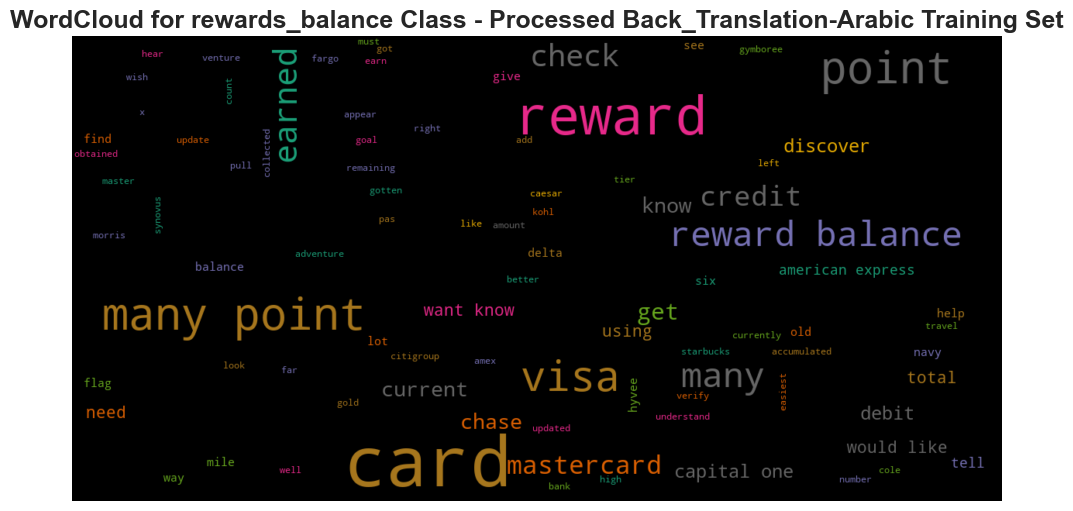 WordCloud for rewards_balance Class - Processed Back_Translation-Arabic Training Set
hear
venture
wish
x
count
earned
fargo
must
got
earn
give
check
see
gymboree
point
reward
find
obtained
update
pull
collected
appear
right
goal
remaining
add
discover
left
master
synovus
morris
gotten
pas
like
caesar
kohl
amount
tier
know
credit
reward balance
balance
adventure
delta
better
six
american express
many point
want know
get
using
currently
old
help
travel
lot
citigroup
look
far
amex
visa
starbucks
accumulated
navy
flag
need
gold
current
many
hyvee
verify
easiest
total
chase
updated
understand
debit
card
mastercard
capital one
would like
tell
mile
way
well
bank
high
number
cole